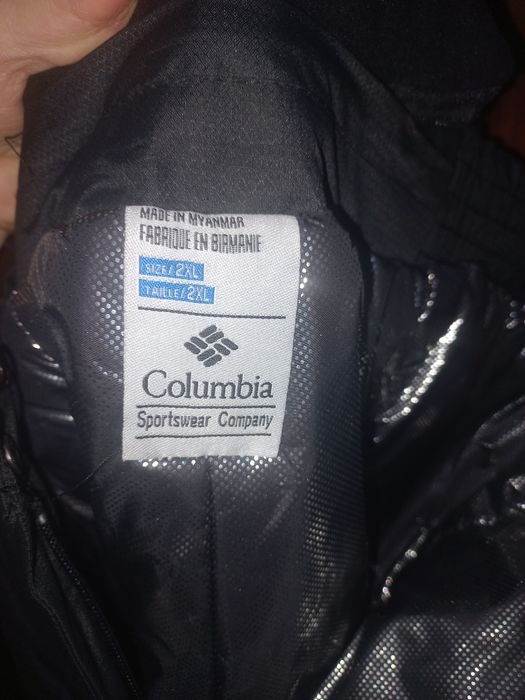 MADE IN MYANMAR
FABRIQUE EN BIRMANIE
SIZE/2XL
TAILLE/2XL
Columbia
Sportswear Company